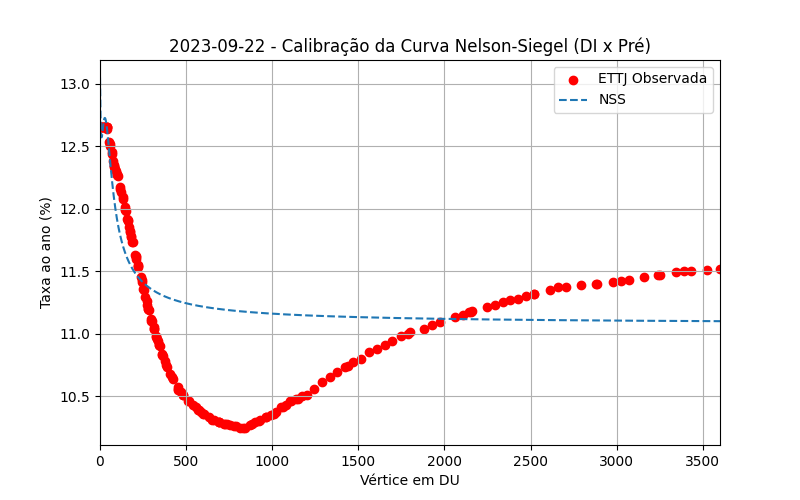 2023-09-22 - Calibração da Curva Nelson-Siegel (DI x Pré)
ETTJ Observada
NSS
Taxa ao ano (%)
13.0
12.5
12.0
11.5
11.0
10.5
0 500 1000 1500 2000 2500 3000 3500
Vértice em DU